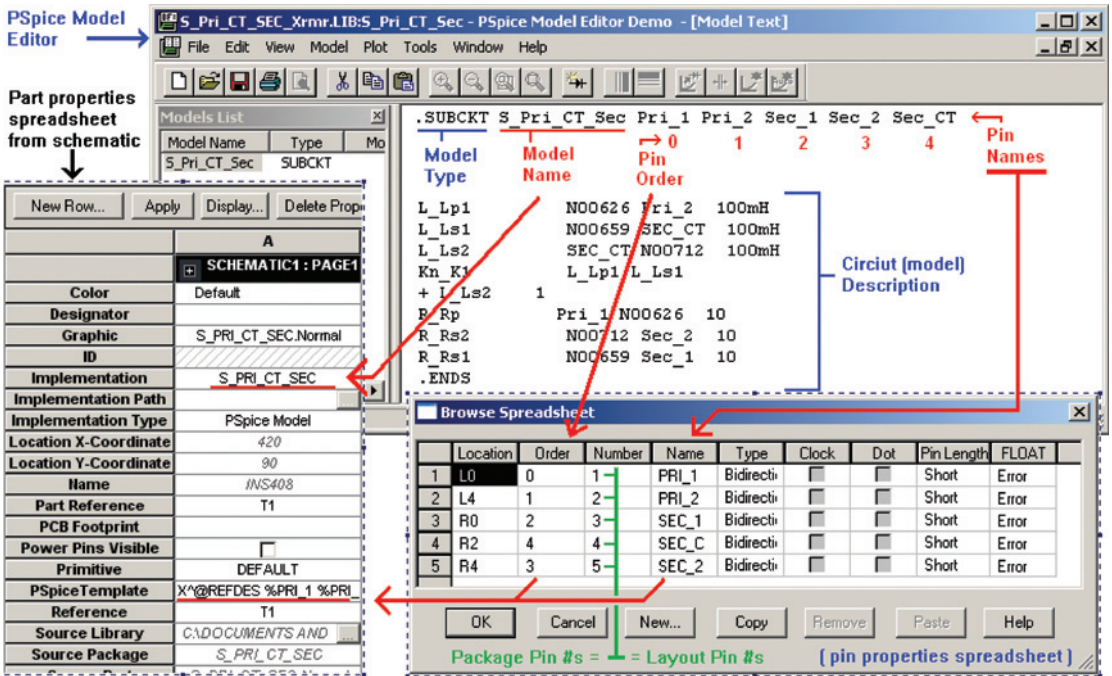 PSpice Model
Editor
Part properties
spreadsheet
from schematic
S_Pri_CT_SEC_Xrmr.LIB:S_Pri_CT_Sec - PSpice Model Editor Demo - [Model Text]
File Edit View Model Plot Tools Window Help
Models List
Model Name Type Mo
S_Pri_CT_Sec SUBCKT
.SUBCKT S_Pri_CT_Sec Pri_1 Pri_2 Sec_1 Sec_2 Sec_CT
0 1 2 3 4
Model
Type
Model
Name
Pin
Order
Pin
Names
L_Lp1 N00626 Pri_2 100mH
L_Ls1 N00659 SEC_CT 100mH
L_Ls2 SEC_CT N00712 100mH
Kn_K1 L_Lp1 L_Ls1
+ L_Ls2 1
R_Rp Pri_1 N00626 10
R_Rs2 N00712 Sec_2 10
R_Rs1 N00659 Sec_1 10
.ENDS
Circiut (model)
Description
New Row... Apply Display... Delete Prop
A
SCHEMATIC1 : PAGE1
Color Default
Designator
Graphic S_PRI_CT_SEC.Normal
ID
Implementation S_PRI_CT_SEC
Implementation Path
Implementation Type PSpice Model
Location X-Coordinate 420
Location Y-Coordinate 90
Name INS408
Part Reference T1
PCB Footprint
Power Pins Visible
Primitive DEFAULT
PSpiceTemplate X^@REFDES %PRI_1 %PRI_
Reference T1
Source Library C:\DOCUMENTS AND ...
Source Package S_PRI_CT_SEC
Browse Spreadsheet
Location Order Number Name Type Clock Dot Pin Length FLOAT
1 L0 0 1 PRI_1 Bidirecti Short Error
2 L4 1 2 PRI_2 Bidirecti Short Error
3 R0 2 3 SEC_1 Bidirecti Short Error
4 R2 4 4 SEC_C Bidirecti Short Error
5 R4 3 5 SEC_2 Bidirecti Short Error
OK Cancel New... Copy Remove Paste Help
Package Pin #s = = Layout Pin #s (pin properties spreadsheet)